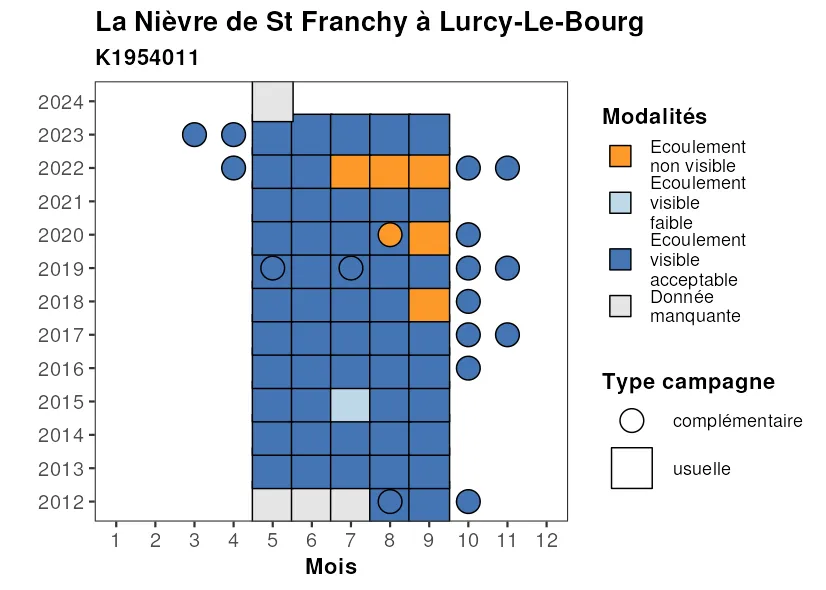 La Nièvre de St Franchy à Lurcy-Le-Bourg
K1954011
2024
2023
2022
2021
2020
2019
2018
2017
2016
2015
2014
2013
2012
1 2 3 4 5 6 7 8 9 10 11 12
Mois
Modalités
Ecoulement
non visible
Ecoulement
visible
faible
Ecoulement
visible
acceptable
Donnée
manquante
Type campagne
complémentaire
usuelle